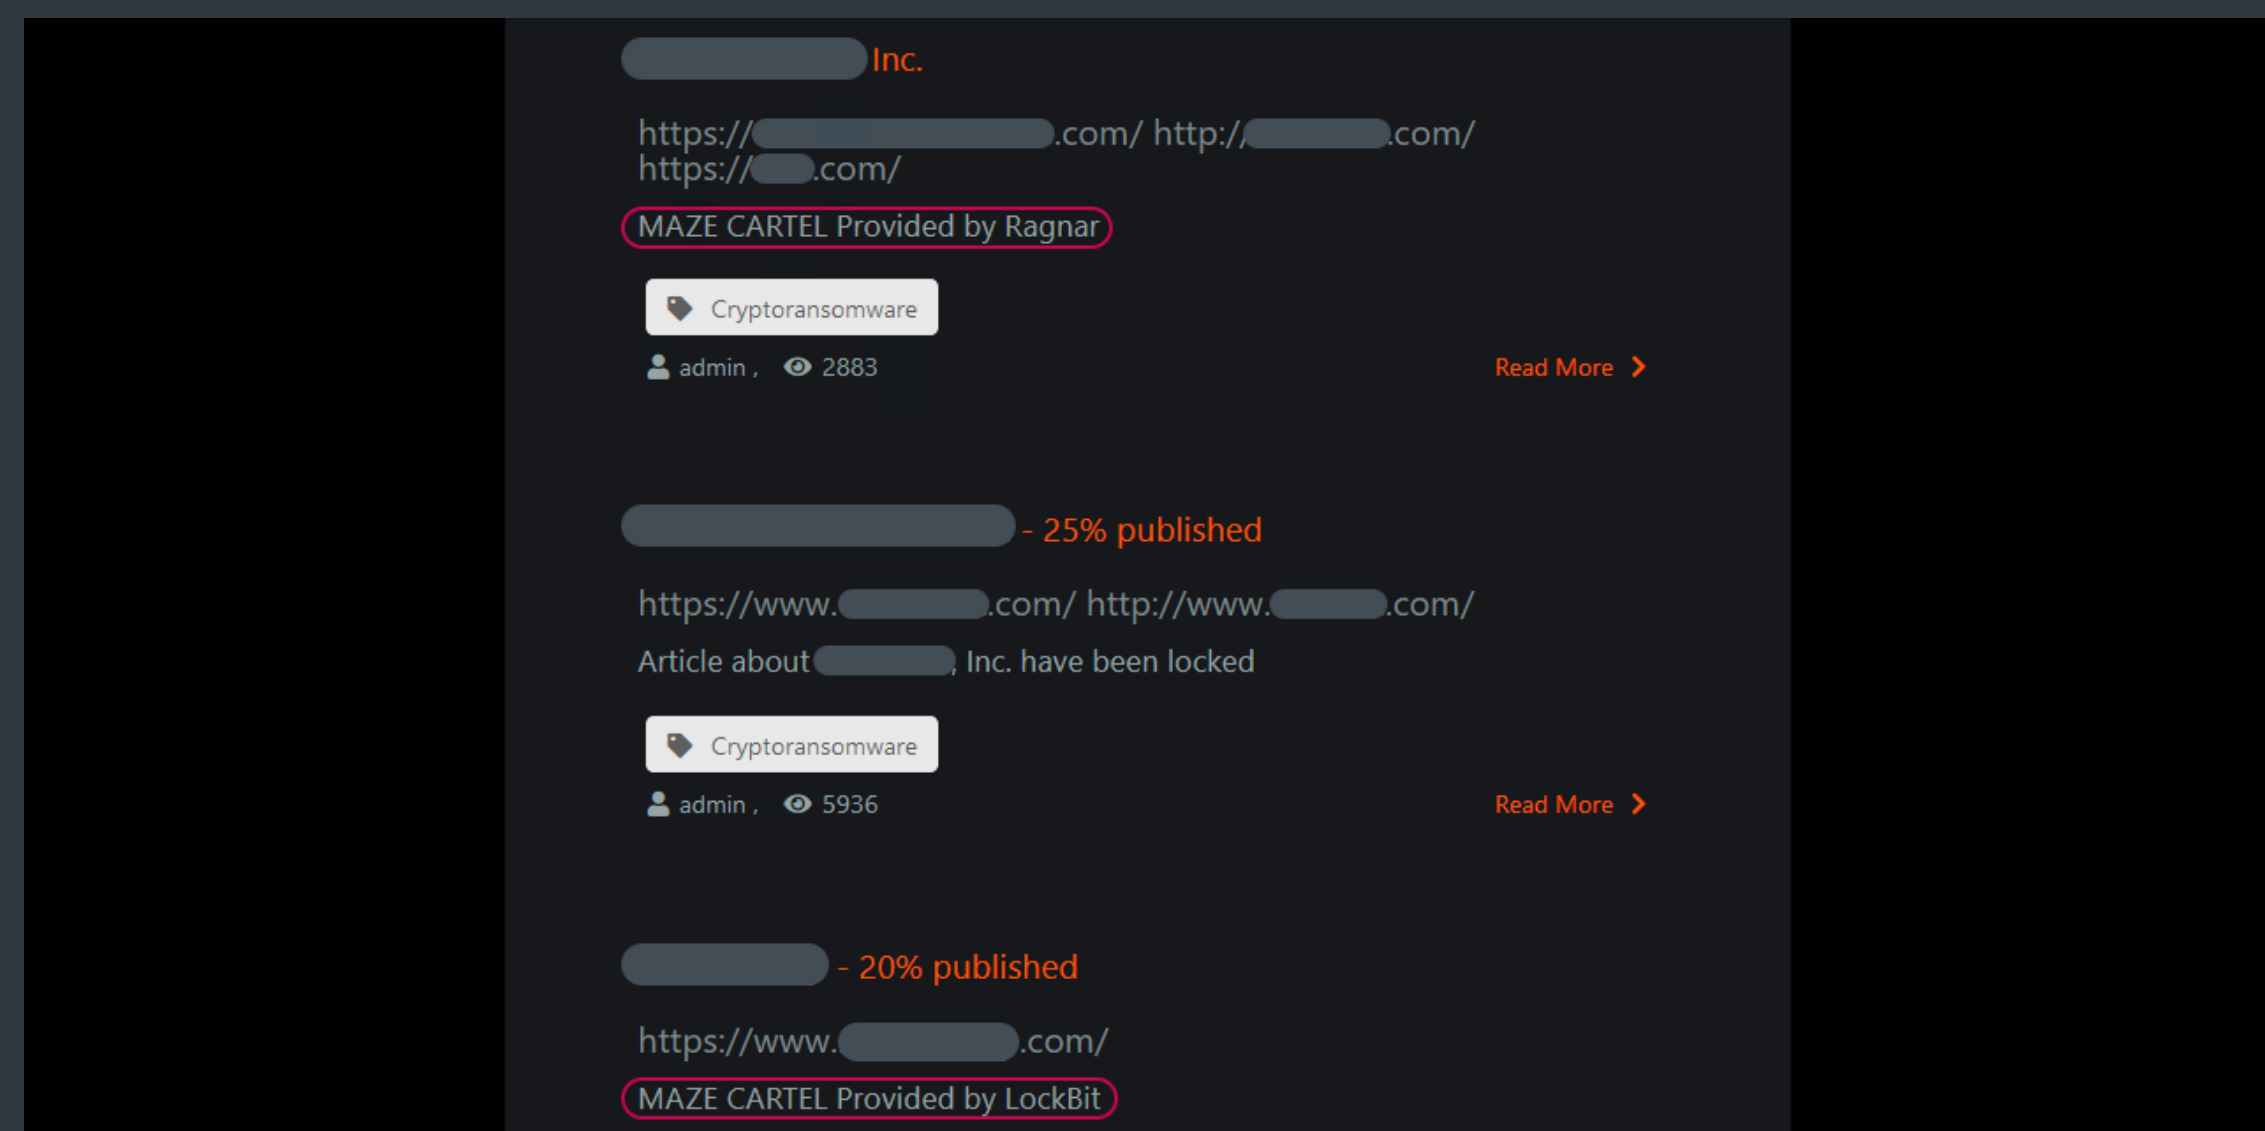 Inc.
https:// .com/ http:// .com/
https:// .com/
MAZE CARTEL Provided by Ragnar
Cryptoransomware
admin , 2883
Read More
- 25% published
https://www. .com/ http://www. .com/
Article about , Inc. have been locked
Cryptoransomware
admin , 5936
Read More
- 20% published
https://www. .com/
MAZE CARTEL Provided by LockBit